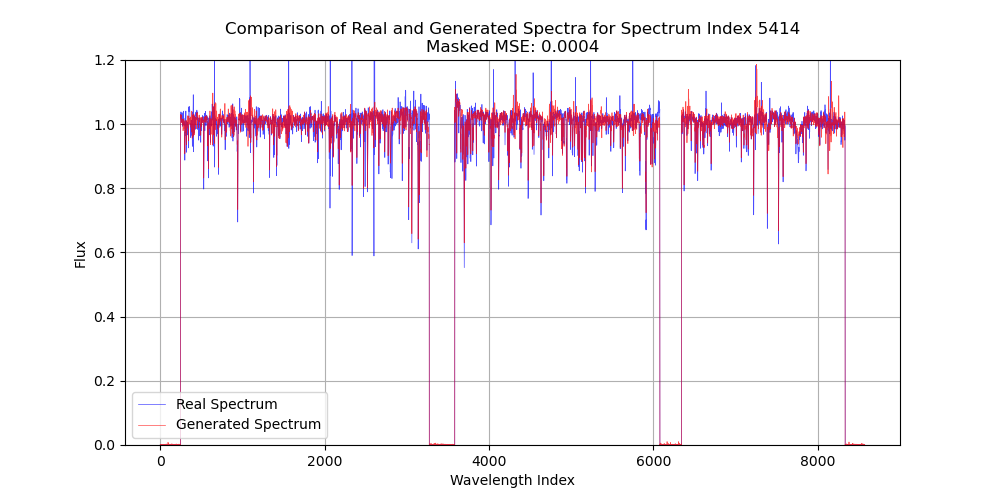 Comparison of Real and Generated Spectra for Spectrum Index 5414
Masked MSE: 0.0004
1.2
1.0
0.8
0.6
0.4
0.2
0.0
Flux
Real Spectrum
Generated Spectrum
0 2000 4000 6000 8000
Wavelength Index